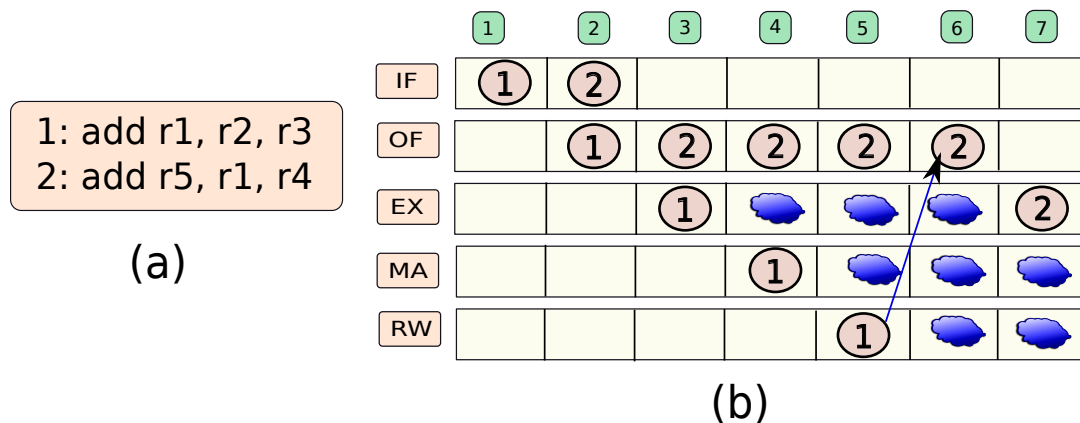 1 2 3 4 5 6 7
1: add r1, r2, r3
2: add r5, r1, r4
(a)
IF 1 2
OF 1 2 2 2 2
EX 1 2
MA 1
RW 1
(b)